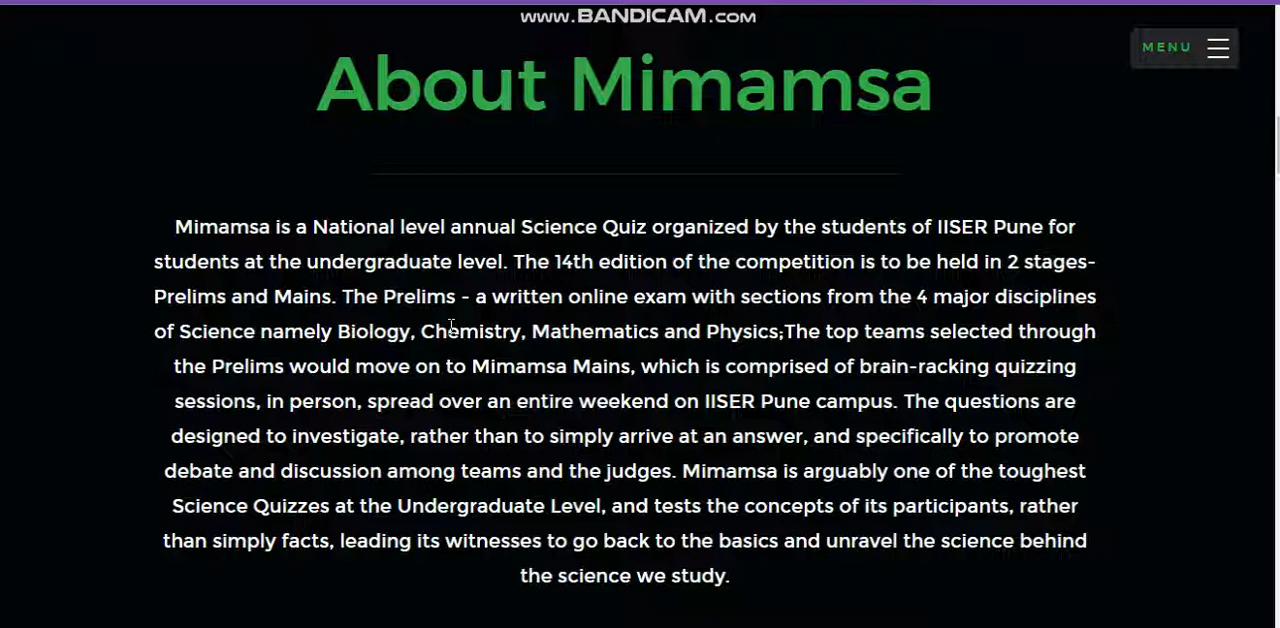 www.BANDICAM.com
MENU
About Mimamsa
Mimamsa is a National level annual Science Quiz organized by the students of IISER Pune for
students at the undergraduate level. The 14th edition of the competition is to be held in 2 stages-
Prelims and Mains. The Prelims - a written online exam with sections from the 4 major disciplines
of Science namely Biology, Chemistry, Mathematics and Physics;The top teams selected through
the Prelims would move on to Mimamsa Mains, which is comprised of brain-racking quizzing
sessions, in person, spread over an entire weekend on IISER Pune campus. The questions are
designed to investigate, rather than to simply arrive at an answer, and specifically to promote
debate and discussion among teams and the judges. Mimamsa is arguably one of the toughest
Science Quizzes at the Undergraduate Level, and tests the concepts of its participants, rather
than simply facts, leading its witnesses to go back to the basics and unravel the science behind
the science we study.